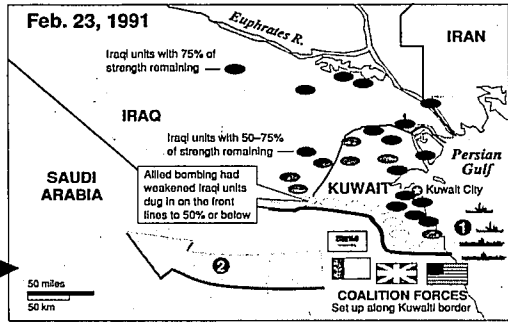 Feb. 23, 1991
Euphrates R.
IRAN
Iraqi units with 75% of
strength remaining
IRAQ
Iraqi units with 50–75%
of strength remaining
Persian
Gulf
SAUDI
ARABIA
Allied bombing had
weakened Iraqi units
dug in on the front
lines to 50% or below
KUWAIT
Kuwait City
1
2
50 miles
50 km
COALITION FORCES
Set up along Kuwaiti border